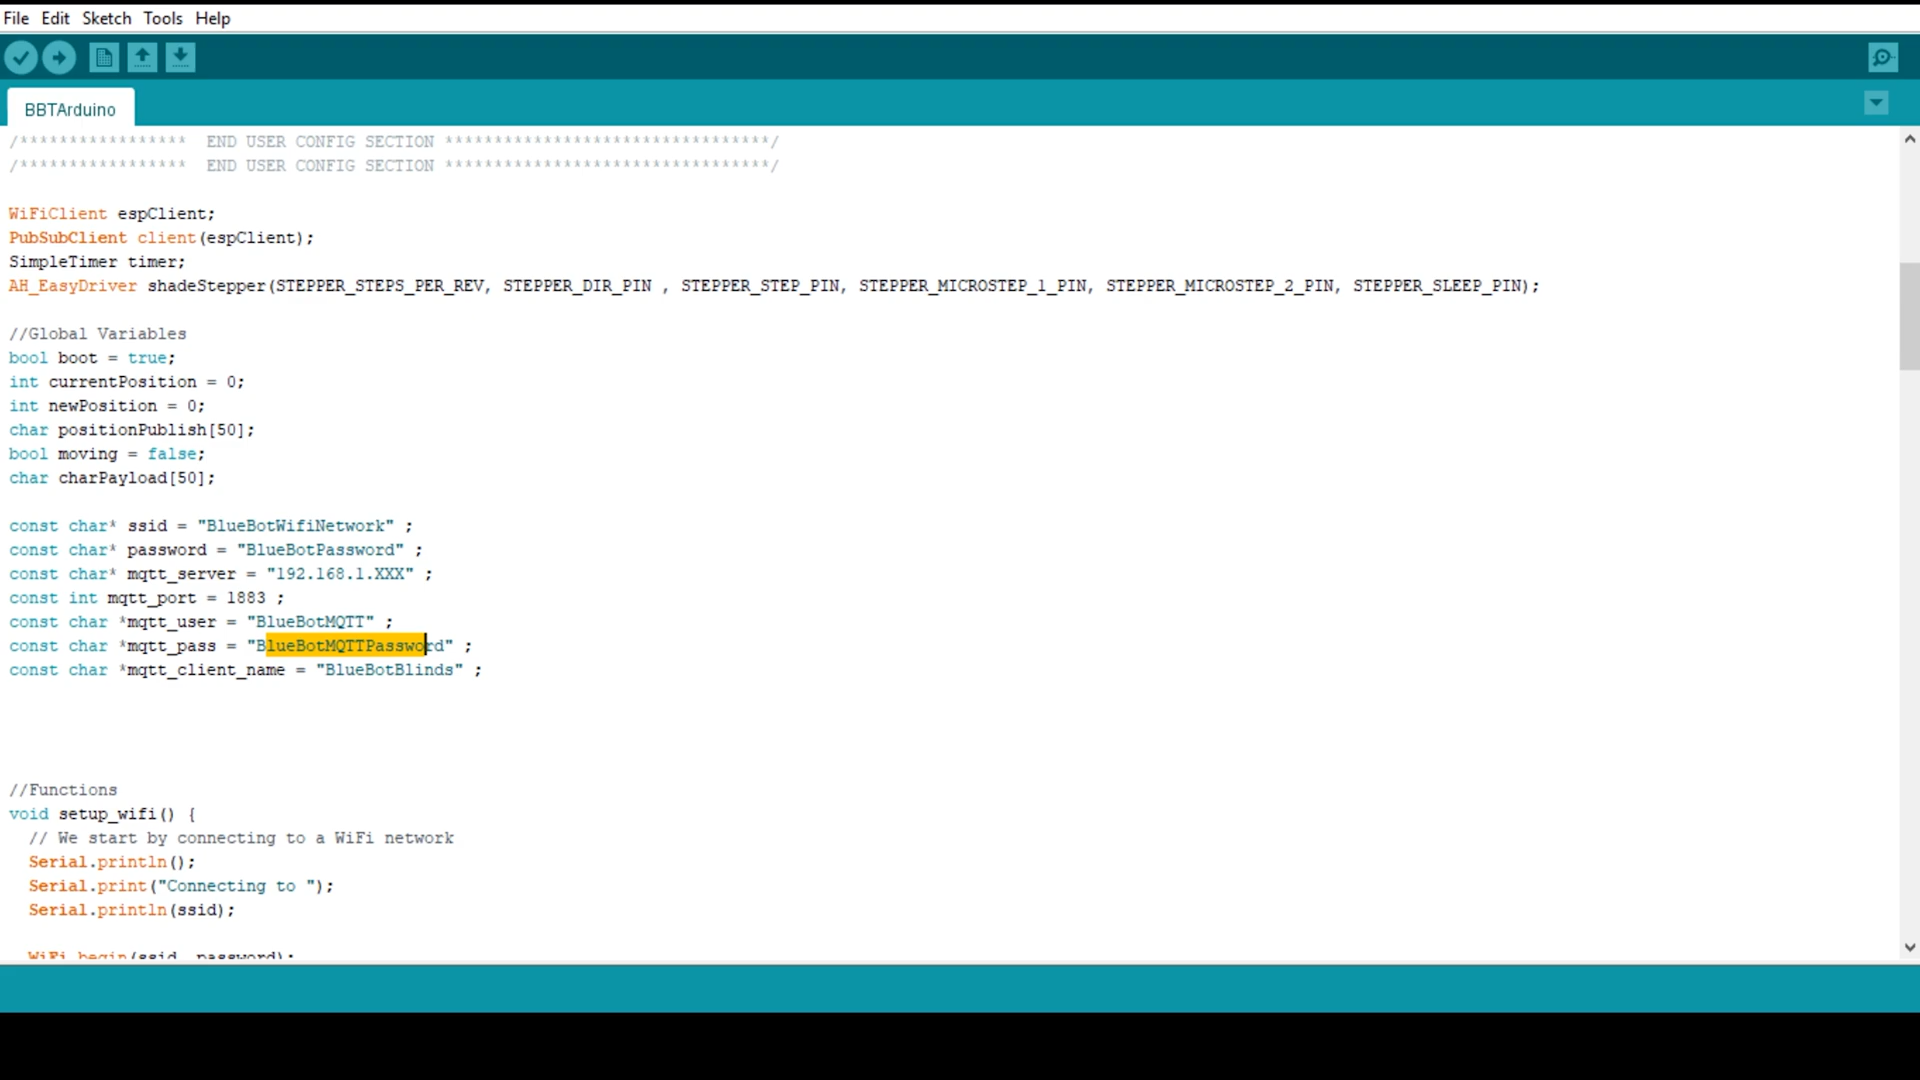 File Edit Sketch Tools Help
BBTArduino
/*****************  END USER CONFIG SECTION *********************************/
/*****************  END USER CONFIG SECTION *********************************/
WiFiClient espClient;
PubSubClient client(espClient);
SimpleTimer timer;
AH_EasyDriver shadeStepper(STEPPER_STEPS_PER_REV, STEPPER_DIR_PIN , STEPPER_STEP_PIN, STEPPER_MICROSTEP_1_PIN, STEPPER_MICROSTEP_2_PIN, STEPPER_SLEEP_PIN);
//Global Variables
bool boot = true;
int currentPosition = 0;
int newPosition = 0;
char positionPublish[50];
bool moving = false;
char charPayload[50];
const char* ssid = "BlueBotWifiNetwork" ;
const char* password = "BlueBotPassword" ;
const char* mqtt_server = "192.168.1.XXX" ;
const int mqtt_port = 1883 ;
const char *mqtt_user = "BlueBotMQTT" ;
const char *mqtt_pass = "BlueBotMQTTPassword" ;
const char *mqtt_client_name = "BlueBotBlinds" ;
//Functions
void setup_wifi() {
  // We start by connecting to a WiFi network
  Serial.println();
  Serial.print("Connecting to ");
  Serial.println(ssid);
  WiFi.begin(ssid, password);